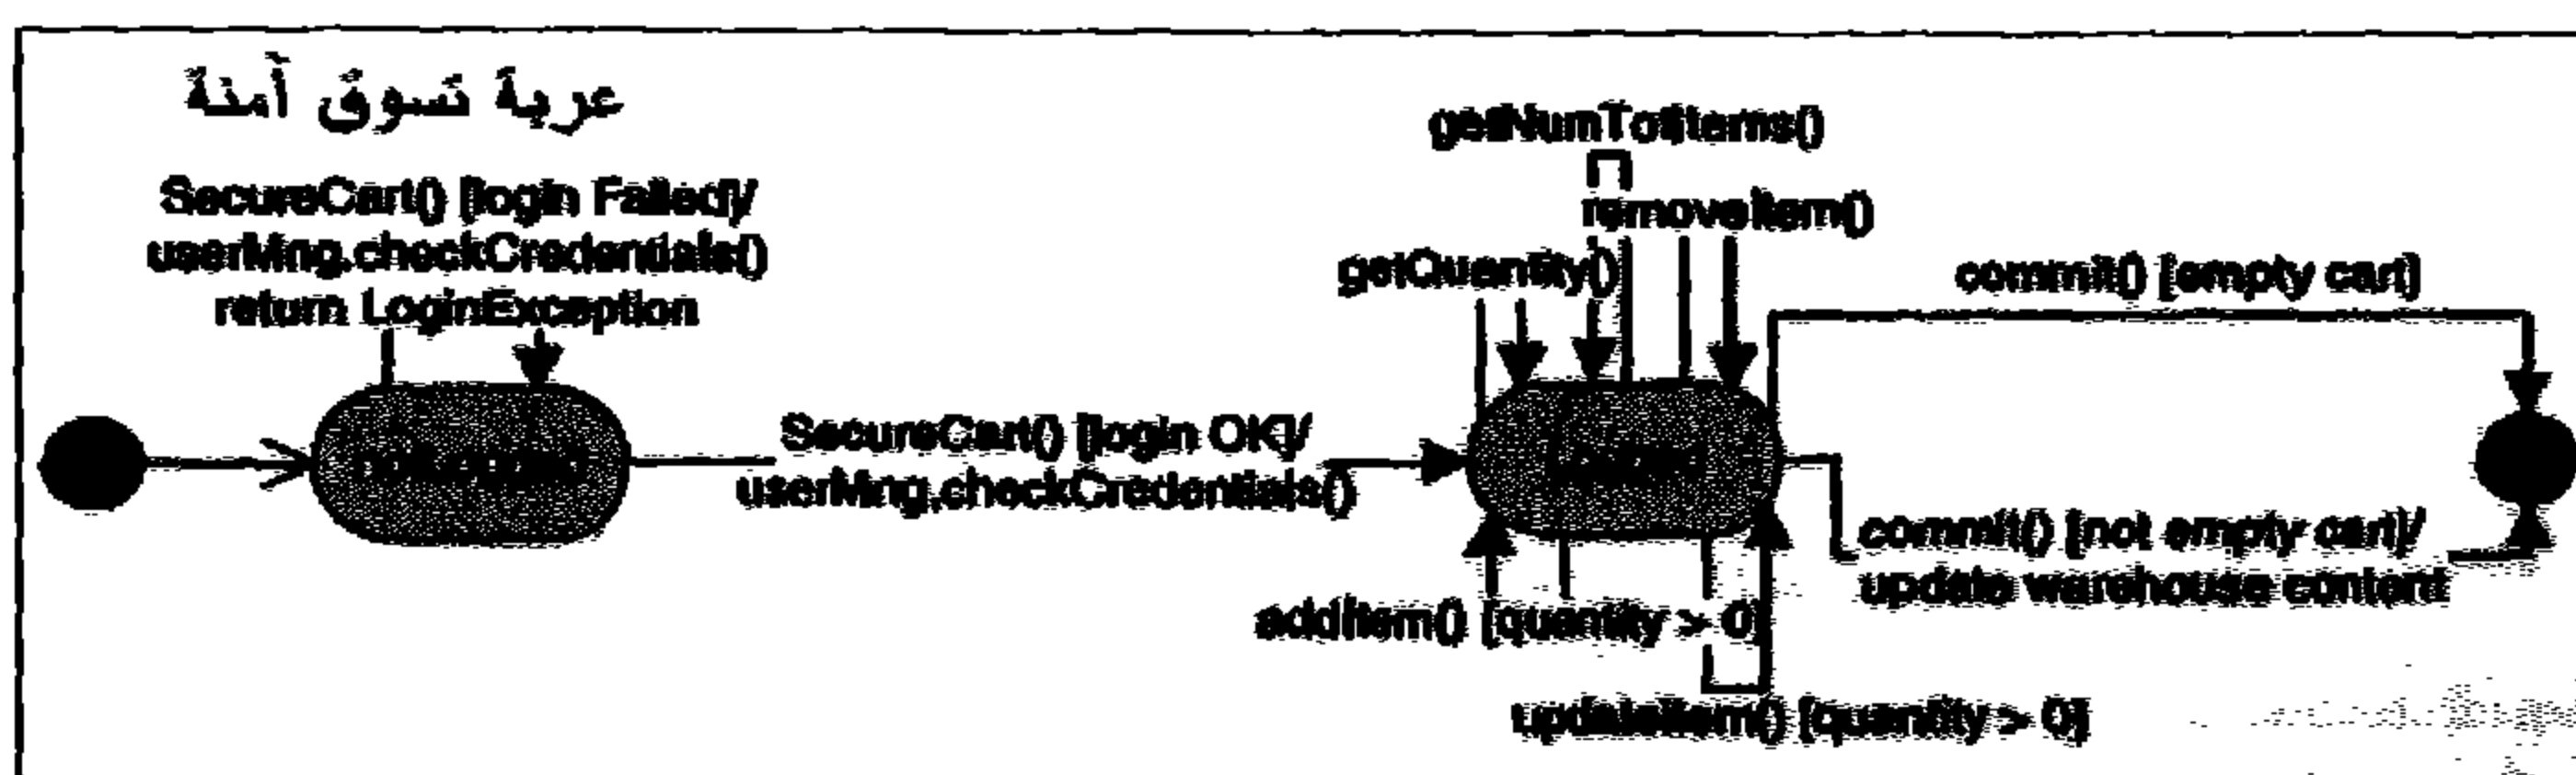 عربة تسوق آمنة
SecureCart() [login Failed]/
userMng.checkCredentials()
return LoginException
getNumTotItems()
removeItem()
getQuantity()
commit() [empty cart]
SecureCart() [login OK]/
userMng.checkCredentials()
commit() [not empty cart]/
update warehouse content
addItem() [quantity > 0]
updateItem() [quantity > 0]